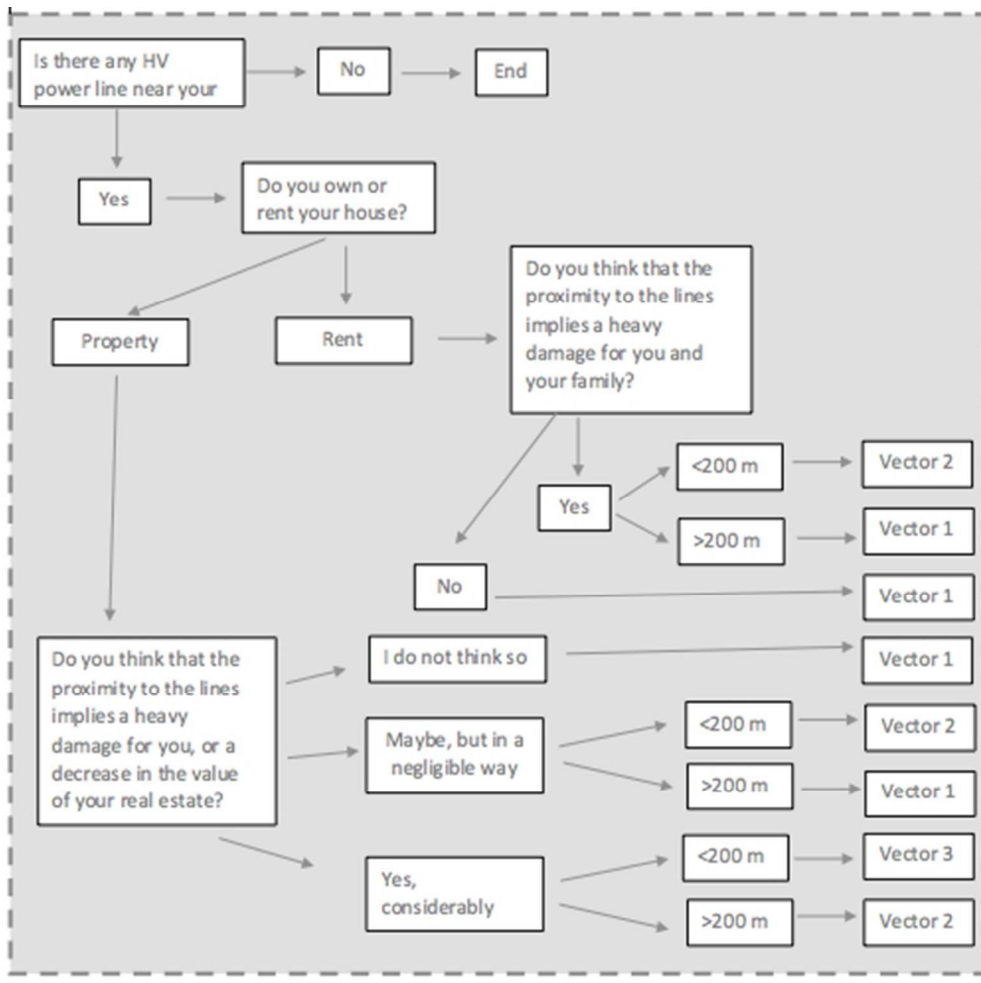 Is there any HV
power line near your
No
End
Yes
Do you own or
rent your house?
Property
Rent
Do you think that the
proximity to the lines
implies a heavy
damage for you and
your family?
Yes
<200 m
Vector 2
>200 m
Vector 1
No
Vector 1
Do you think that the
proximity to the lines
implies a heavy
damage for you, or a
decrease in the value
of your real estate?
I do not think so
Vector 1
Maybe, but in a
negligible way
<200 m
Vector 2
>200 m
Vector 1
Yes,
considerably
<200 m
Vector 3
>200 m
Vector 2